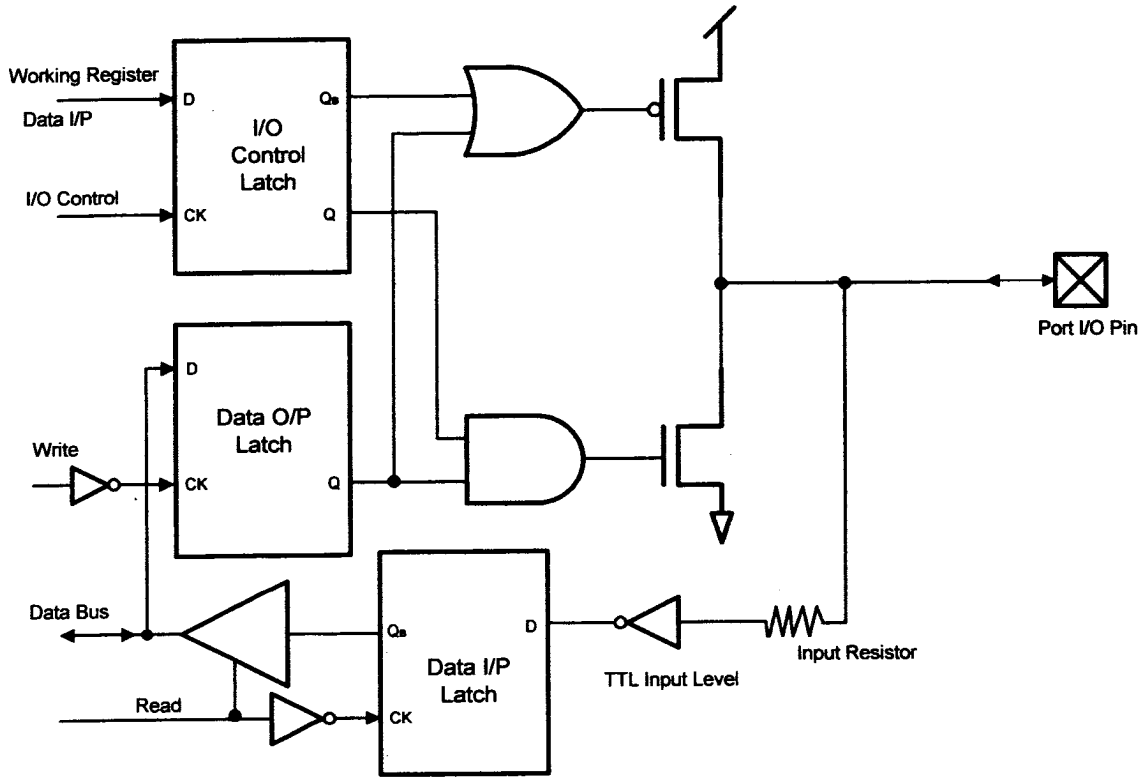 Working Register
Data I/P
I/O Control
D
CK
QB
Q
I/O
Control
Latch
Port I/O Pin
Write
D
CK
Q
Data O/P
Latch
Data Bus
Read
QB
D
CK
Data I/P
Latch
TTL Input Level
Input Resistor